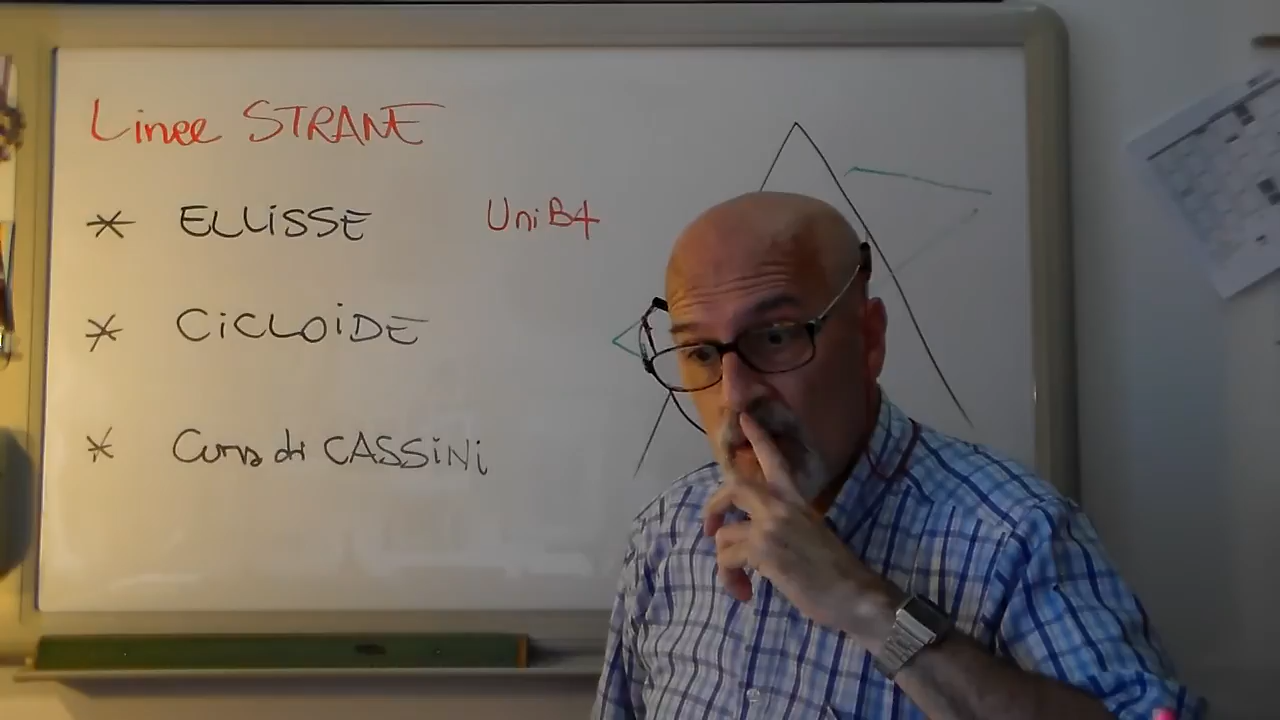 Linee STRANE
* ELLiSSE UniB4
* CiCLOiDE
* Curva di CASSiNi